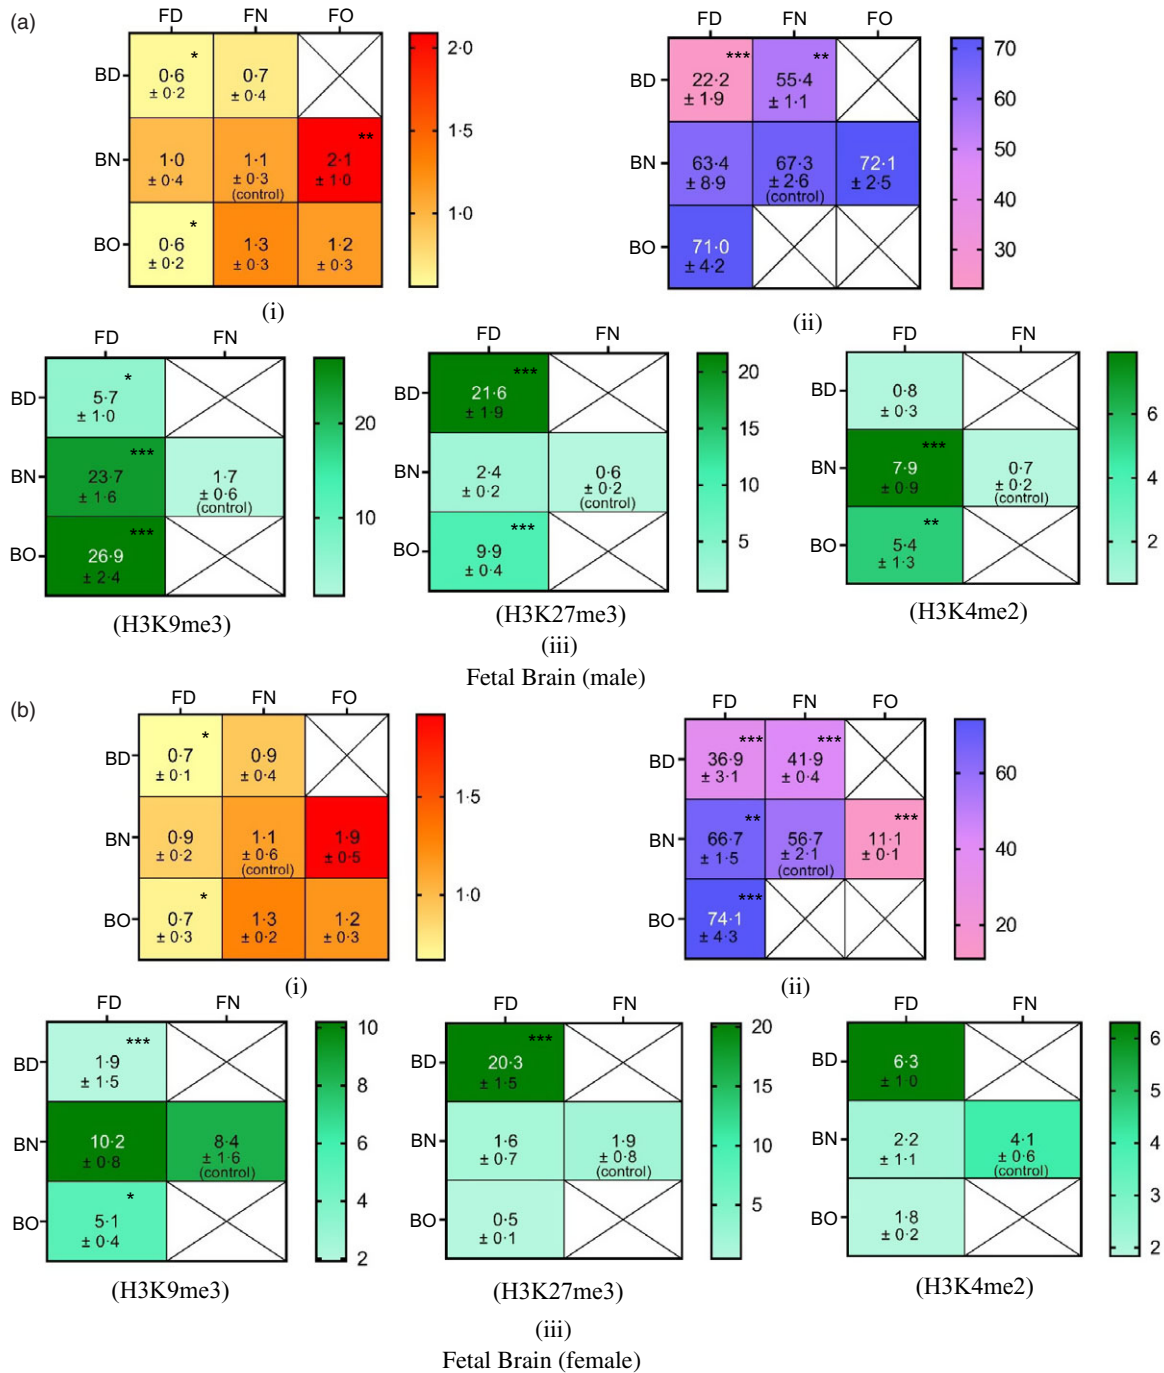 (a)
FD FN FO
BD
0·6 * 0·7
± 0·2 ± 0·4
2·0
1·5
1·0
BN
1·0 1·1 2·1 **
± 0·4 ± 0·3 ± 1·0
(control)
BO
0·6 * 1·3 1·2
± 0·2 ± 0·3 ± 0·3
(i)
FD FN FO
BD
22·2 *** 55·4 **
± 1·9 ± 1·1
70
60
50
40
30
BN
63·4 67·3 72·1
± 8·9 ± 2·6 ± 2·5
(control)
BO
71·0
± 4·2
(ii)
FD FN
BD
5·7 *
± 1·0
20
10
BN
23·7 *** 1·7
± 1·6 ± 0·6
(control)
BO
26·9 ***
± 2·4
(H3K9me3)
FD FN
BD
21·6 ***
± 1·9
20
15
10
5
BN
2·4 0·6
± 0·2 ± 0·2
(control)
BO
9·9 ***
± 0·4
(H3K27me3)
FD FN
BD
0·8
± 0·3
6
4
2
BN
7·9 *** 0·7
± 0·9 ± 0·2
(control)
BO
5·4 **
± 1·3
(H3K4me2)
(iii)
Fetal Brain (male)
(b)
FD FN FO
BD
0·7 * 0·9
± 0·1 ± 0·4
1·5
1·0
BN
0·9 1·1 1·9
± 0·2 ± 0·6 ± 0·5
(control)
BO
0·7 * 1·3 1·2
± 0·3 ± 0·2 ± 0·3
(i)
FD FN FO
BD
36·9 *** 41·9 ***
± 3·1 ± 0·4
60
40
20
BN
66·7 ** 56·7 11·1 ***
± 1·5 ± 2·1 ± 0·1
(control)
BO
74·1 ***
± 4·3
(ii)
FD FN
BD
1·9 ***
± 1·5
10
8
6
4
2
BN
10·2 8·4
± 0·8 ± 1·6
(control)
BO
5·1 *
± 0·4
(H3K9me3)
FD FN
BD
20·3 ***
± 1·5
20
15
10
5
BN
1·6 1·9
± 0·7 ± 0·8
(control)
BO
0·5
± 0·1
(H3K27me3)
FD FN
BD
6·3
± 1·0
6
5
4
3
2
BN
2·2 4·1
± 1·1 ± 0·6
(control)
BO
1·8
± 0·2
(H3K4me2)
(iii)
Fetal Brain (female)